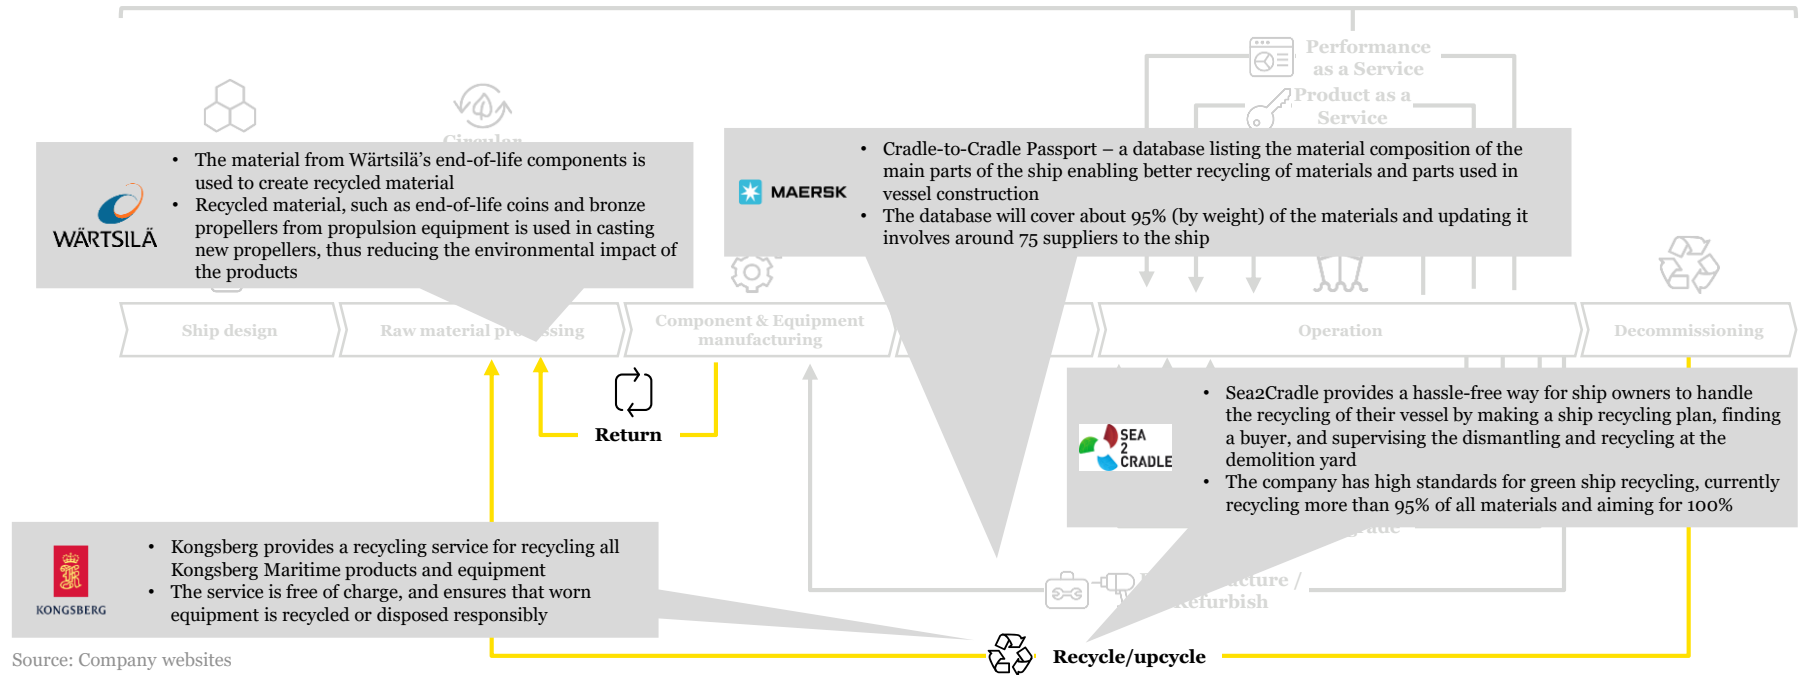 Performance
as a Service
Product as a
Service
Circular
• The material from Wärtsilä’s end-of-life components is
used to create recycled material
• Recycled material, such as end-of-life coins and bronze
propellers from propulsion equipment is used in casting
new propellers, thus reducing the environmental impact of
the products
WÄRTSILÄ
MAERSK
• Cradle-to-Cradle Passport – a database listing the material composition of the
main parts of the ship enabling better recycling of materials and parts used in
vessel construction
• The database will cover about 95% (by weight) of the materials and updating it
involves around 75 suppliers to the ship
Ship design
Raw material
Component & Equipment
manufacturing
Operation
Decommissioning
Return
SEA
2
CRADLE
• Sea2Cradle provides a hassle-free way for ship owners to handle
the recycling of their vessel by making a ship recycling plan, finding
a buyer, and supervising the dismantling and recycling at the
demolition yard
• The company has high standards for green ship recycling, currently
recycling more than 95% of all materials and aiming for 100%
KONGSBERG
• Kongsberg provides a recycling service for recycling all
Kongsberg Maritime products and equipment
• The service is free of charge, and ensures that worn
equipment is recycled or disposed responsibly
/
Refurbish
Recycle/upcycle
Source: Company websites